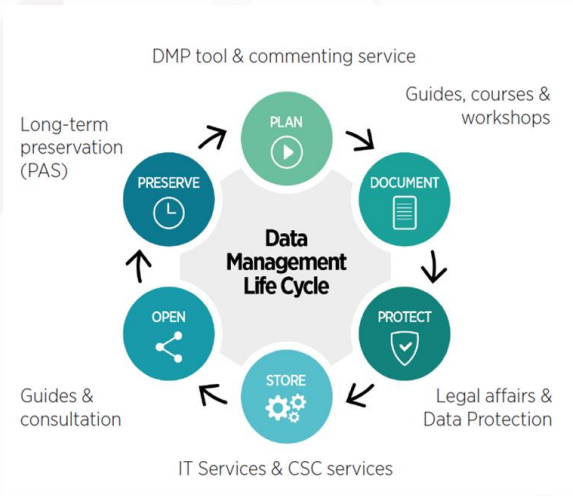 DMP tool & commenting service
Guides, courses &
workshops
Long-term
preservation
(PAS)
PLAN
PRESERVE
DOCUMENT
Data
Management
Life Cycle
OPEN
PROTECT
STORE
Guides &
consultation
Legal affairs &
Data Protection
IT Services & CSC services